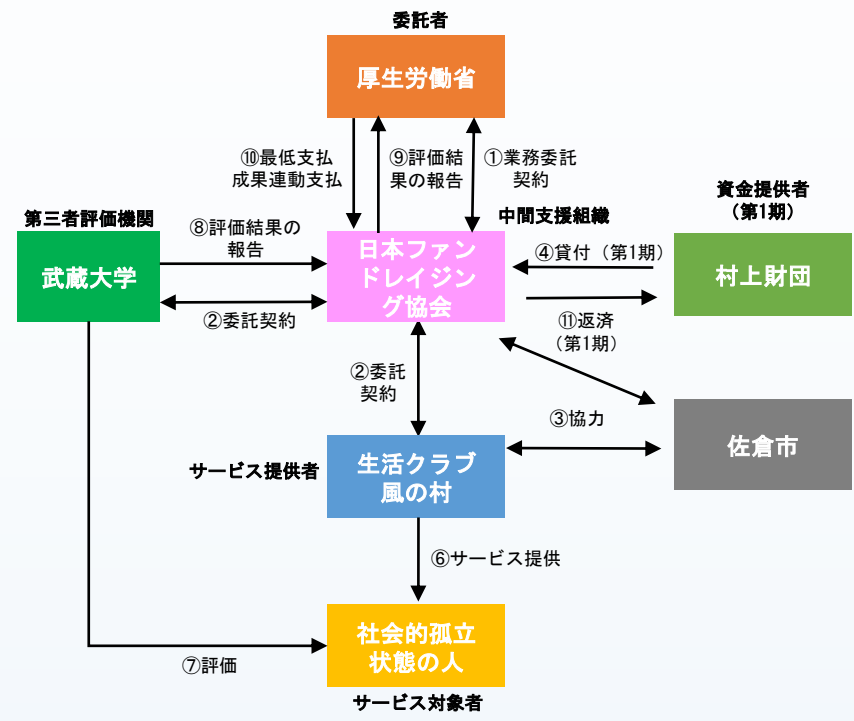 委託者
厚生労働省
⑩最低支払
成果連動支払
⑨評価結
果の報告
①業務委託
契約
資金提供者
（第1期）
第三者評価機関
中間支援組織
武蔵大学
⑧評価結果の
報告
日本ファン
ドレイジン
グ協会
④貸付（第1期）
村上財団
②委託契約
⑪返済
（第1期）
②委託
契約
③協力
佐倉市
サービス提供者
生活クラブ
風の村
⑥サービス提供
社会的孤立
状態の人
⑦評価
サービス対象者